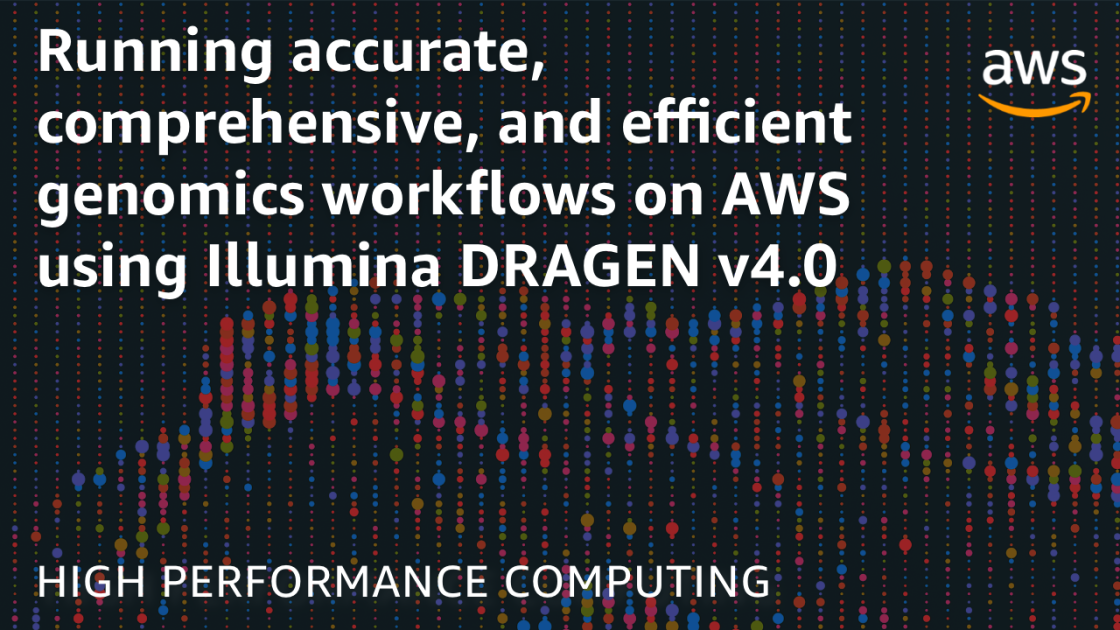 Running accurate,
comprehensive, and efficient
genomics workflows on AWS
using Illumina DRAGEN v4.0
aws
HIGH PERFORMANCE COMPUTING